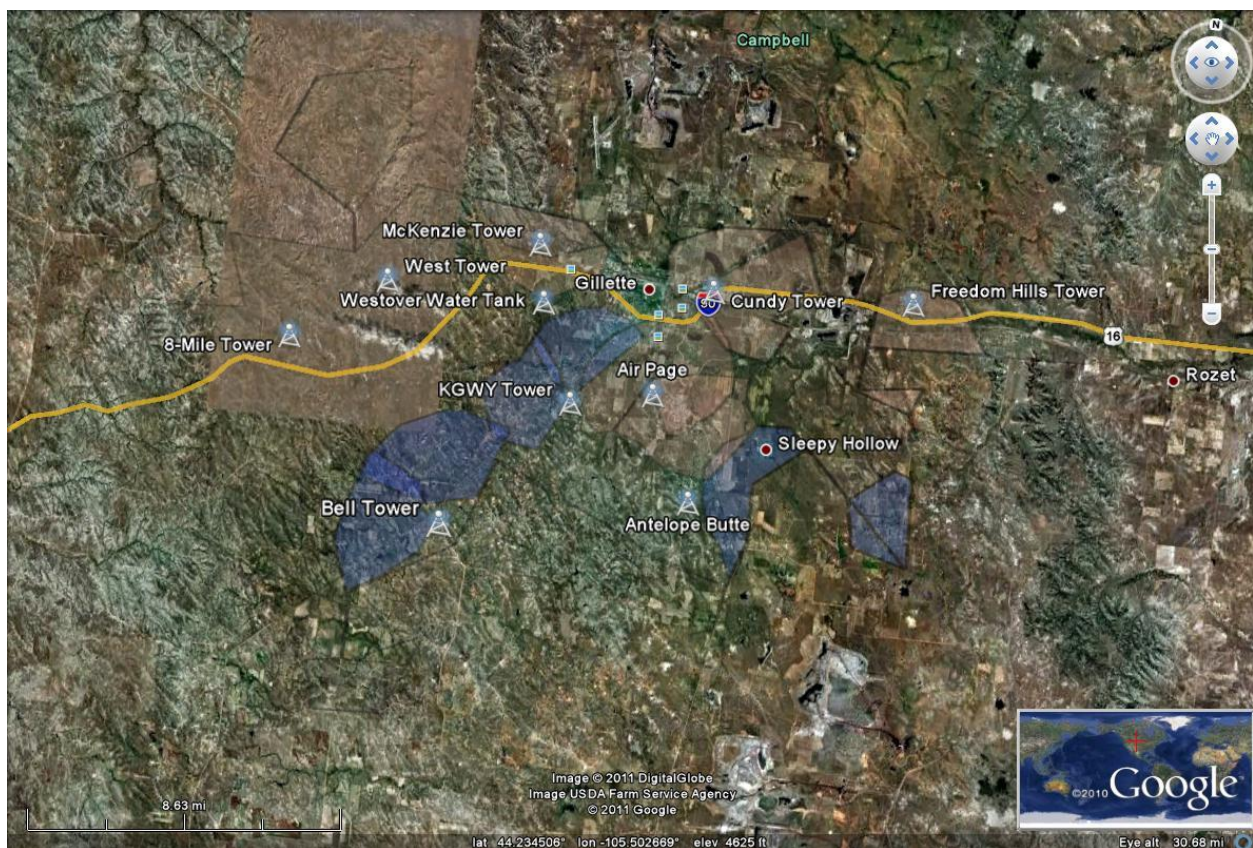 N
Campbell
McKenzie Tower
West Tower
Gillette
Westover Water Tank
90
Cundy Tower
Freedom Hills Tower
8-Mile Tower
16
Air Page
Rozet
KGWY Tower
Sleepy Hollow
Bell Tower
Antelope Butte
Image © 2011 DigitalGlobe
Image USDA Farm Service Agency
© 2011 Google
©2010 Google
8.63 mi
lat 44.234506° lon -105.502669° elev 4625 ft
Eye alt 30.68 mi